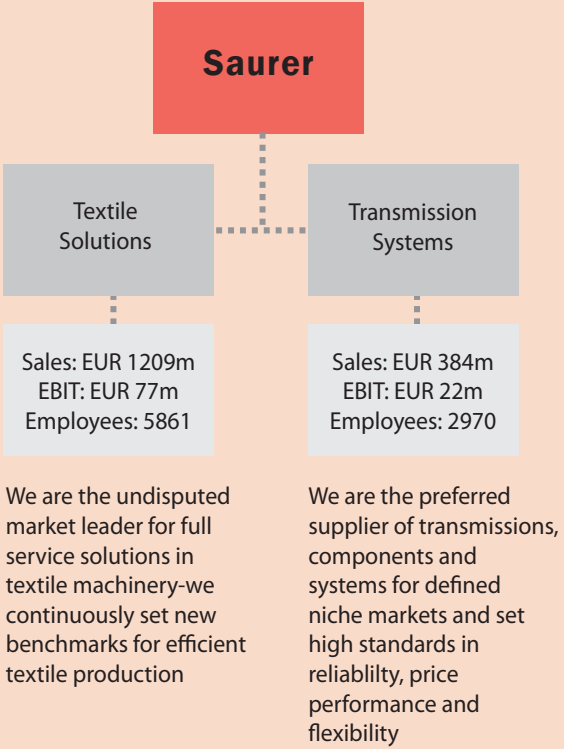 Saurer
Textile
Solutions
Transmission
Systems
Sales: EUR 1209m
EBIT: EUR 77m
Employees: 5861
Sales: EUR 384m
EBIT: EUR 22m
Employees: 2970
We are the undisputed
market leader for full
service solutions in
textile machinery-we
continuously set new
benchmarks for efficient
textile production
We are the preferred
supplier of transmissions,
components and
systems for defined
niche markets and set
high standards in
reliablilty, price
performance and
flexibility